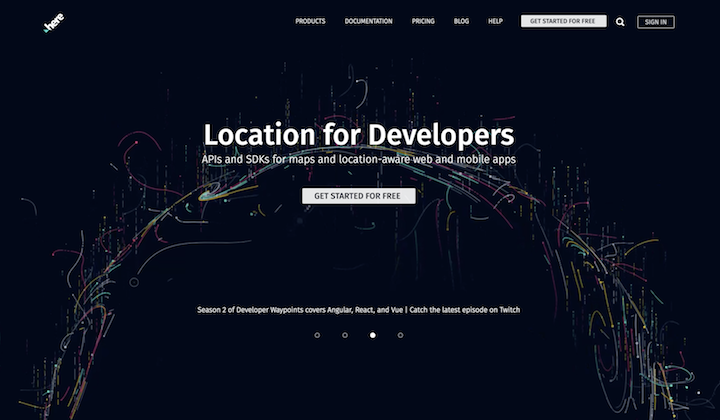 here
PRODUCTS
DOCUMENTATION
PRICING
BLOG
HELP
GET STARTED FOR FREE
SIGN IN
Location for Developers
APIs and SDKs for maps and location-aware web and mobile apps
GET STARTED FOR FREE
Season 2 of Developer Waypoints covers Angular, React, and Vue | Catch the latest episode on Twitch